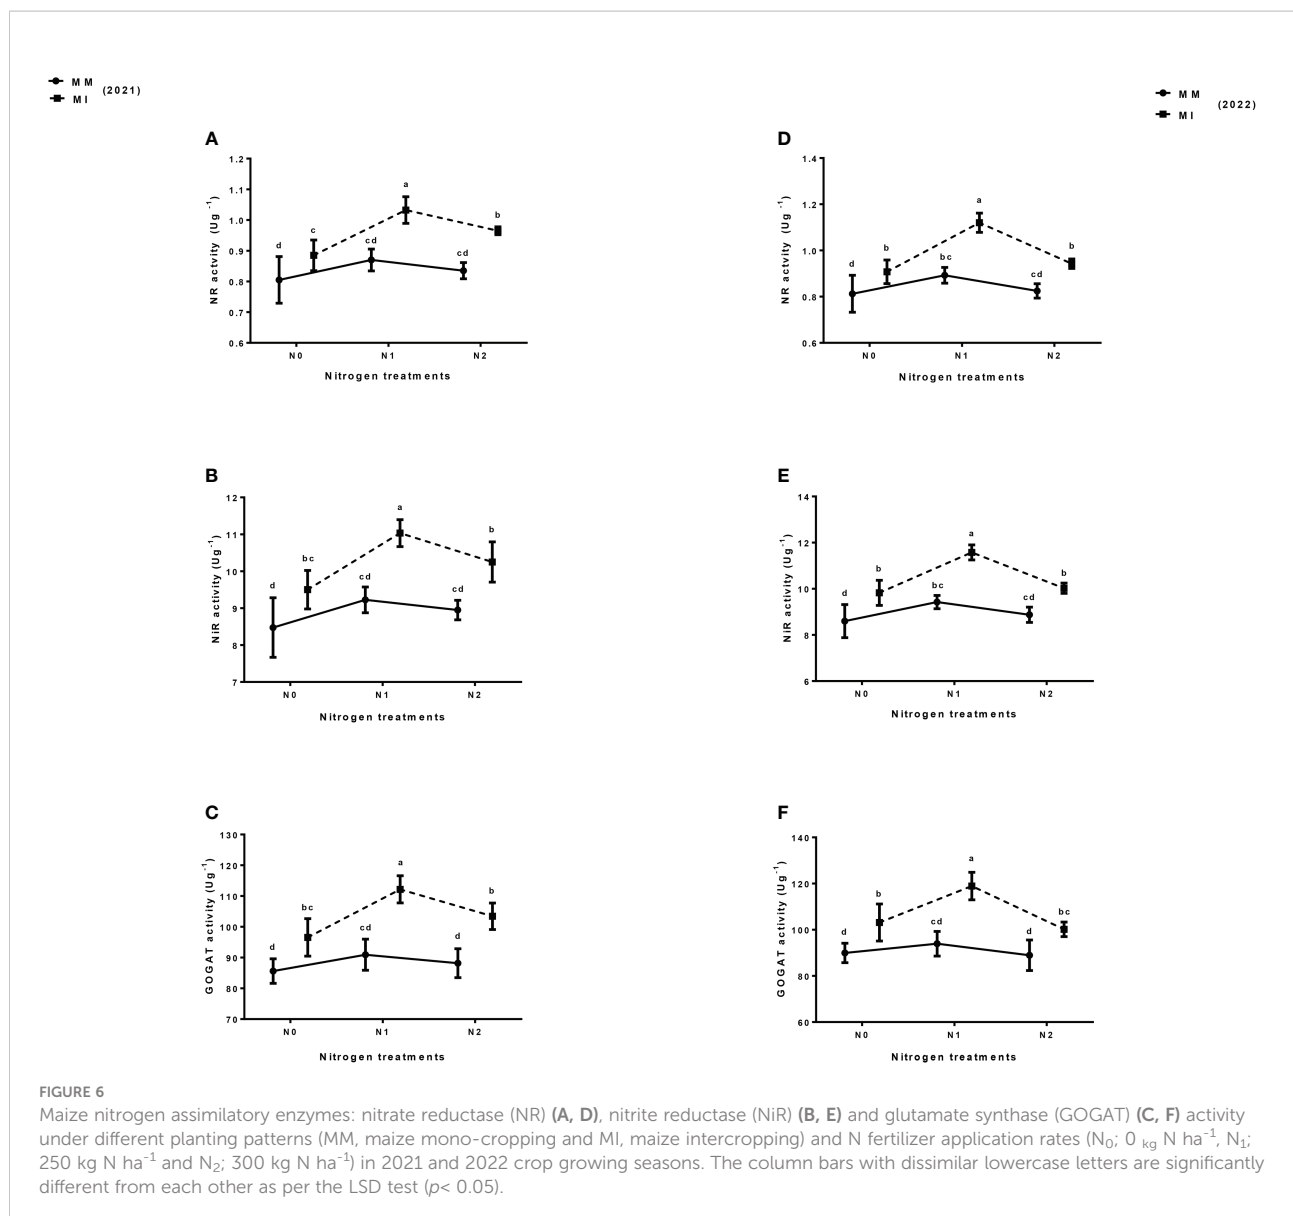 MM
MI
(2021)
MM
MI
(2022)
A
1.2
1.1
1.0
0.9
0.8
0.7
0.6
NR actvity (Ug⁻¹)
d
c
cd
a
cd
b
N0
N1
N2
Nitrogen treatments
D
1.4
1.2
1.0
0.8
0.6
NR actvity (Ug⁻¹)
d
b
bc
a
cd
b
N0
N1
N2
Nitrogen treatments
B
12
11
10
9
8
7
NiR activity (Ug⁻¹)
d
bc
cd
a
cd
b
N0
N1
N2
Nitrogen treatments
E
14
12
10
8
6
NiR activity (Ug⁻¹)
d
b
bc
a
cd
b
N0
N1
N2
Nitrogen treatments
C
130
120
110
100
90
80
70
GOGAT activity (Ug⁻¹)
d
bc
cd
a
d
b
N0
N1
N2
Nitrogen treatments
F
140
120
100
80
60
GOGAT activity (Ug⁻¹)
d
b
cd
a
d
bc
N0
N1
N2
Nitrogen treatments
FIGURE 6
Maize nitrogen assimilatory enzymes: nitrate reductase (NR) (A, D), nitrite reductase (NiR) (B, E) and glutamate synthase (GOGAT) (C, F) activity
under different planting patterns (MM, maize mono-cropping and MI, maize intercropping) and N fertilizer application rates (N₀; 0 kg N ha⁻¹, N₁;
250 kg N ha⁻¹ and N₂; 300 kg N ha⁻¹) in 2021 and 2022 crop growing seasons. The column bars with dissimilar lowercase letters are significantly
different from each other as per the LSD test (p< 0.05).